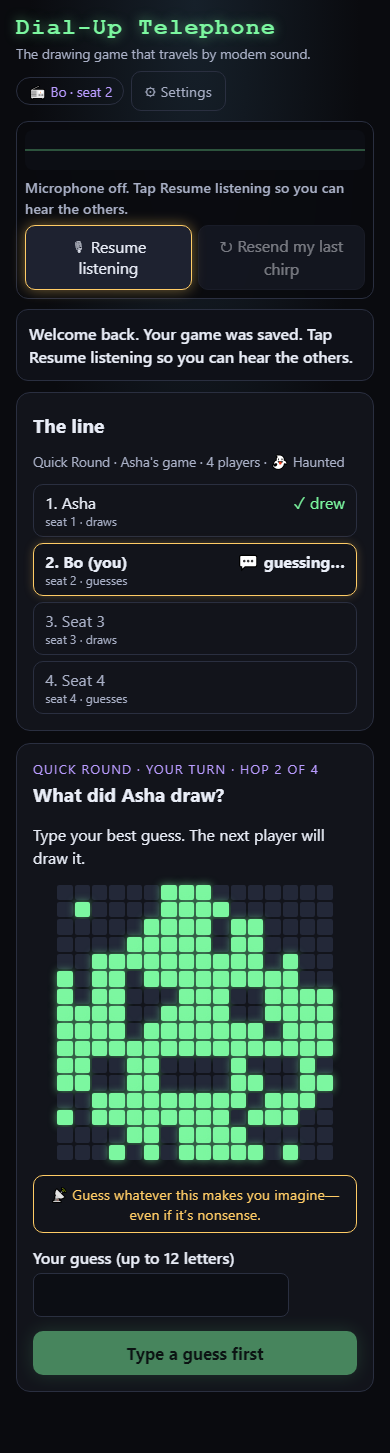 Dial-Up Telephone
The drawing game that travels by modem sound.
Bo · seat 2
⚙ Settings
Microphone off. Tap Resume listening so you can
hear the others.
🎙 Resume
listening
↻ Resend my last
chirp
Welcome back. Your game was saved. Tap
Resume listening so you can hear the others.
The line
Quick Round · Asha's game · 4 players · 👻 Haunted
1. Asha
✓ drew
seat 1 · draws
2. Bo (you)
💬 guessing…
seat 2 · guesses
3. Seat 3
seat 3 · draws
4. Seat 4
seat 4 · guesses
QUICK ROUND · YOUR TURN · HOP 2 OF 4
What did Asha draw?
Type your best guess. The next player will
draw it.
📡 Guess whatever this makes you imagine—
even if it’s nonsense.
Your guess (up to 12 letters)
Type a guess first